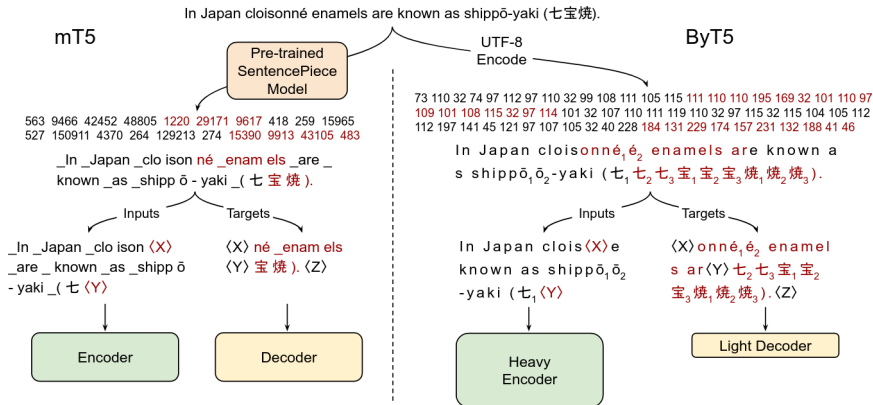 In Japan cloisonné enamels are known as shippō-yaki (七宝焼).
mT5
Pre-trained
SentencePiece
Model
563 9466 42452 48805 1220 29171 9617 418 259 15965
527 150911 4370 264 129213 274 15390 9913 43105 483
_In _Japan _clo ison né _enam els _are _
known _as _shipp ō - yaki _( 七 宝 焼 ).
Inputs
Targets
_In _Japan _clo ison ⟨X⟩
_are _ known _as _shipp ō
- yaki _( 七 ⟨Y⟩
⟨X⟩ né _enam els
⟨Y⟩ 宝 焼 ). ⟨Z⟩
Encoder
Decoder
UTF-8
Encode
ByT5
73 110 32 74 97 112 97 110 32 99 108 111 105 115 111 110 110 195 169 32 101 110 97
109 101 108 115 32 97 114 101 32 107 110 111 119 110 32 97 115 32 115 104 105 112
112 197 141 45 121 97 107 105 32 40 228 184 131 229 174 157 231 132 188 41 46
In Japan cloisonné₁é₂ enamels are known a
s shippō₁ō₂-yaki (七₁七₂七₃宝₁宝₂宝₃焼₁焼₂焼₃).
Inputs
Targets
In Japan clois⟨X⟩e
known as shippō₁ō₂
-yaki (七₁⟨Y⟩
⟨X⟩onné₁é₂ enamel
s ar⟨Y⟩七₂七₃宝₁宝₂
宝₃焼₁焼₂焼₃).⟨Z⟩
Heavy
Encoder
Light Decoder